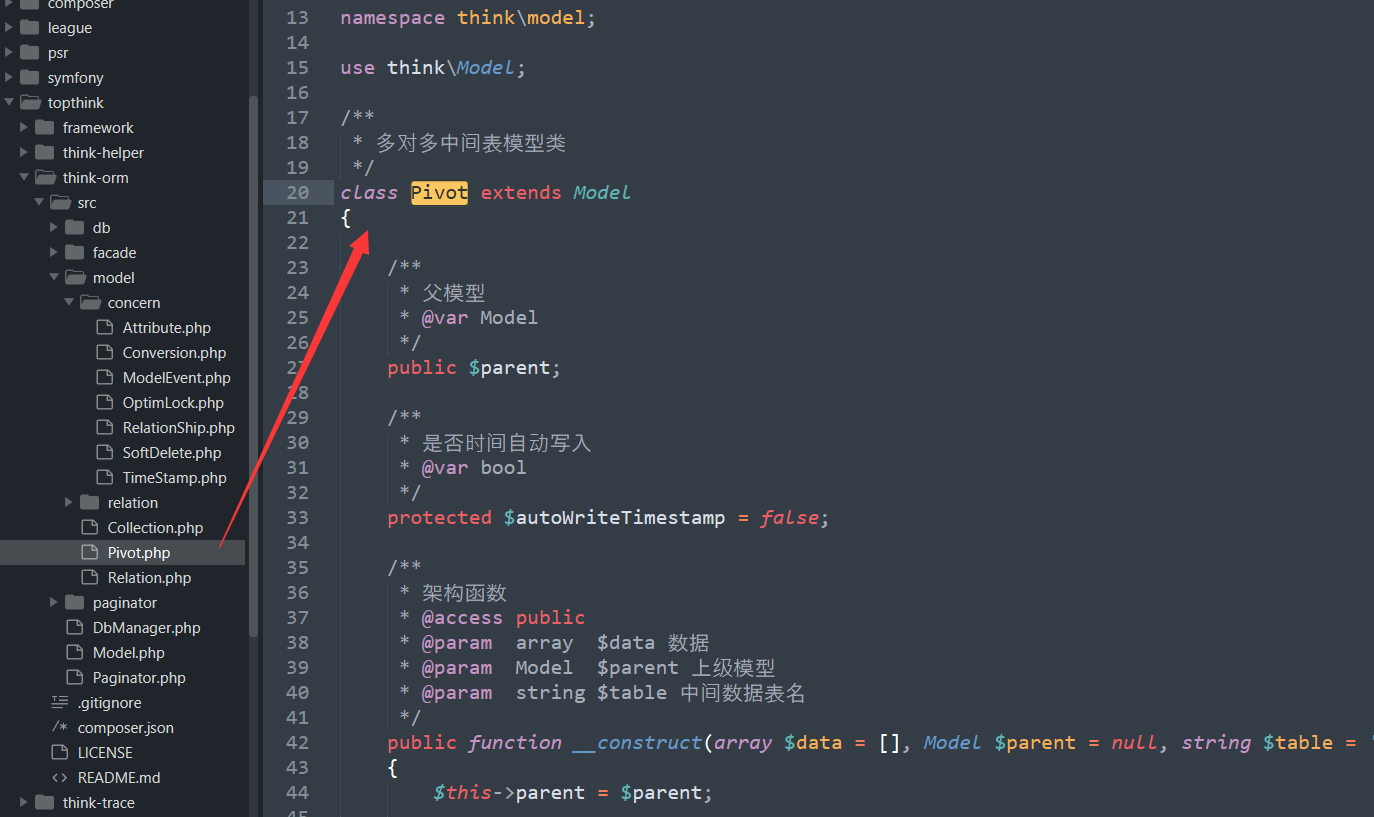 composer
league
psr
symfony
topthink
framework
think-helper
think-orm
src
db
facade
model
concern
Attribute.php
Conversion.php
ModelEvent.php
OptimLock.php
RelationShip.php
SoftDelete.php
TimeStamp.php
relation
Collection.php
Pivot.php
Relation.php
paginator
DbManager.php
Model.php
Paginator.php
.gitignore
/* composer.json
LICENSE
<> README.md
think-trace
13 namespace think\model;
14
15 use think\Model;
16
17 /**
18 * 多对多中间表模型类
19 */
20 class Pivot extends Model
21 {
22
23 /**
24 * 父模型
25 * @var Model
26 */
27 public $parent;
28
29 /**
30 * 是否时间自动写入
31 * @var bool
32 */
33 protected $autoWriteTimestamp = false;
34
35 /**
36 * 架构函数
37 * @access public
38 * @param array $data 数据
39 * @param Model $parent 上级模型
40 * @param string $table 中间数据表名
41 */
42 public function __construct(array $data = [], Model $parent = null, string $table = '
43 {
44 $this->parent = $parent;
45